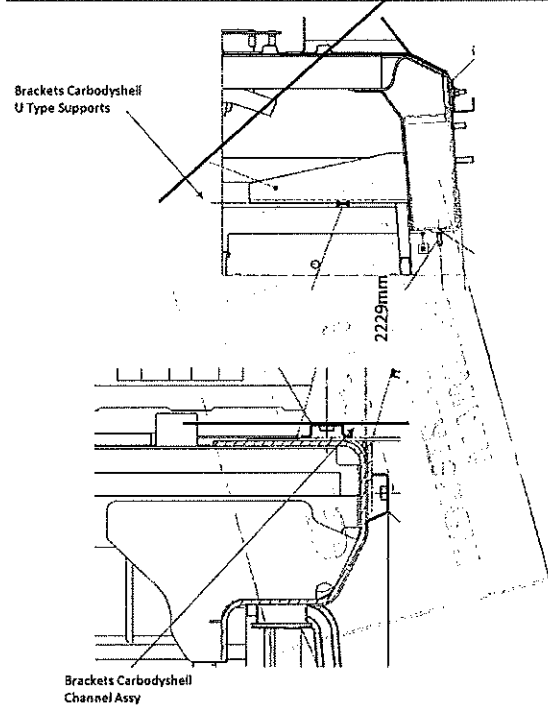 Brackets Carbodyshell
U Type Supports
2229mm
Brackets Carbodyshell
Channel Assy